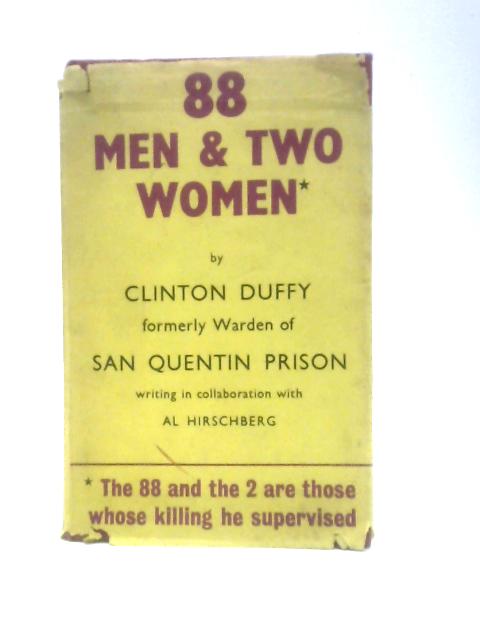 88
MEN & TWO
WOMEN*
by
CLINTON DUFFY
formerly Warden of
SAN QUENTIN PRISON
writing in collaboration with
AL HIRSCHBERG
* The 88 and the 2 are those
whose killing he supervised